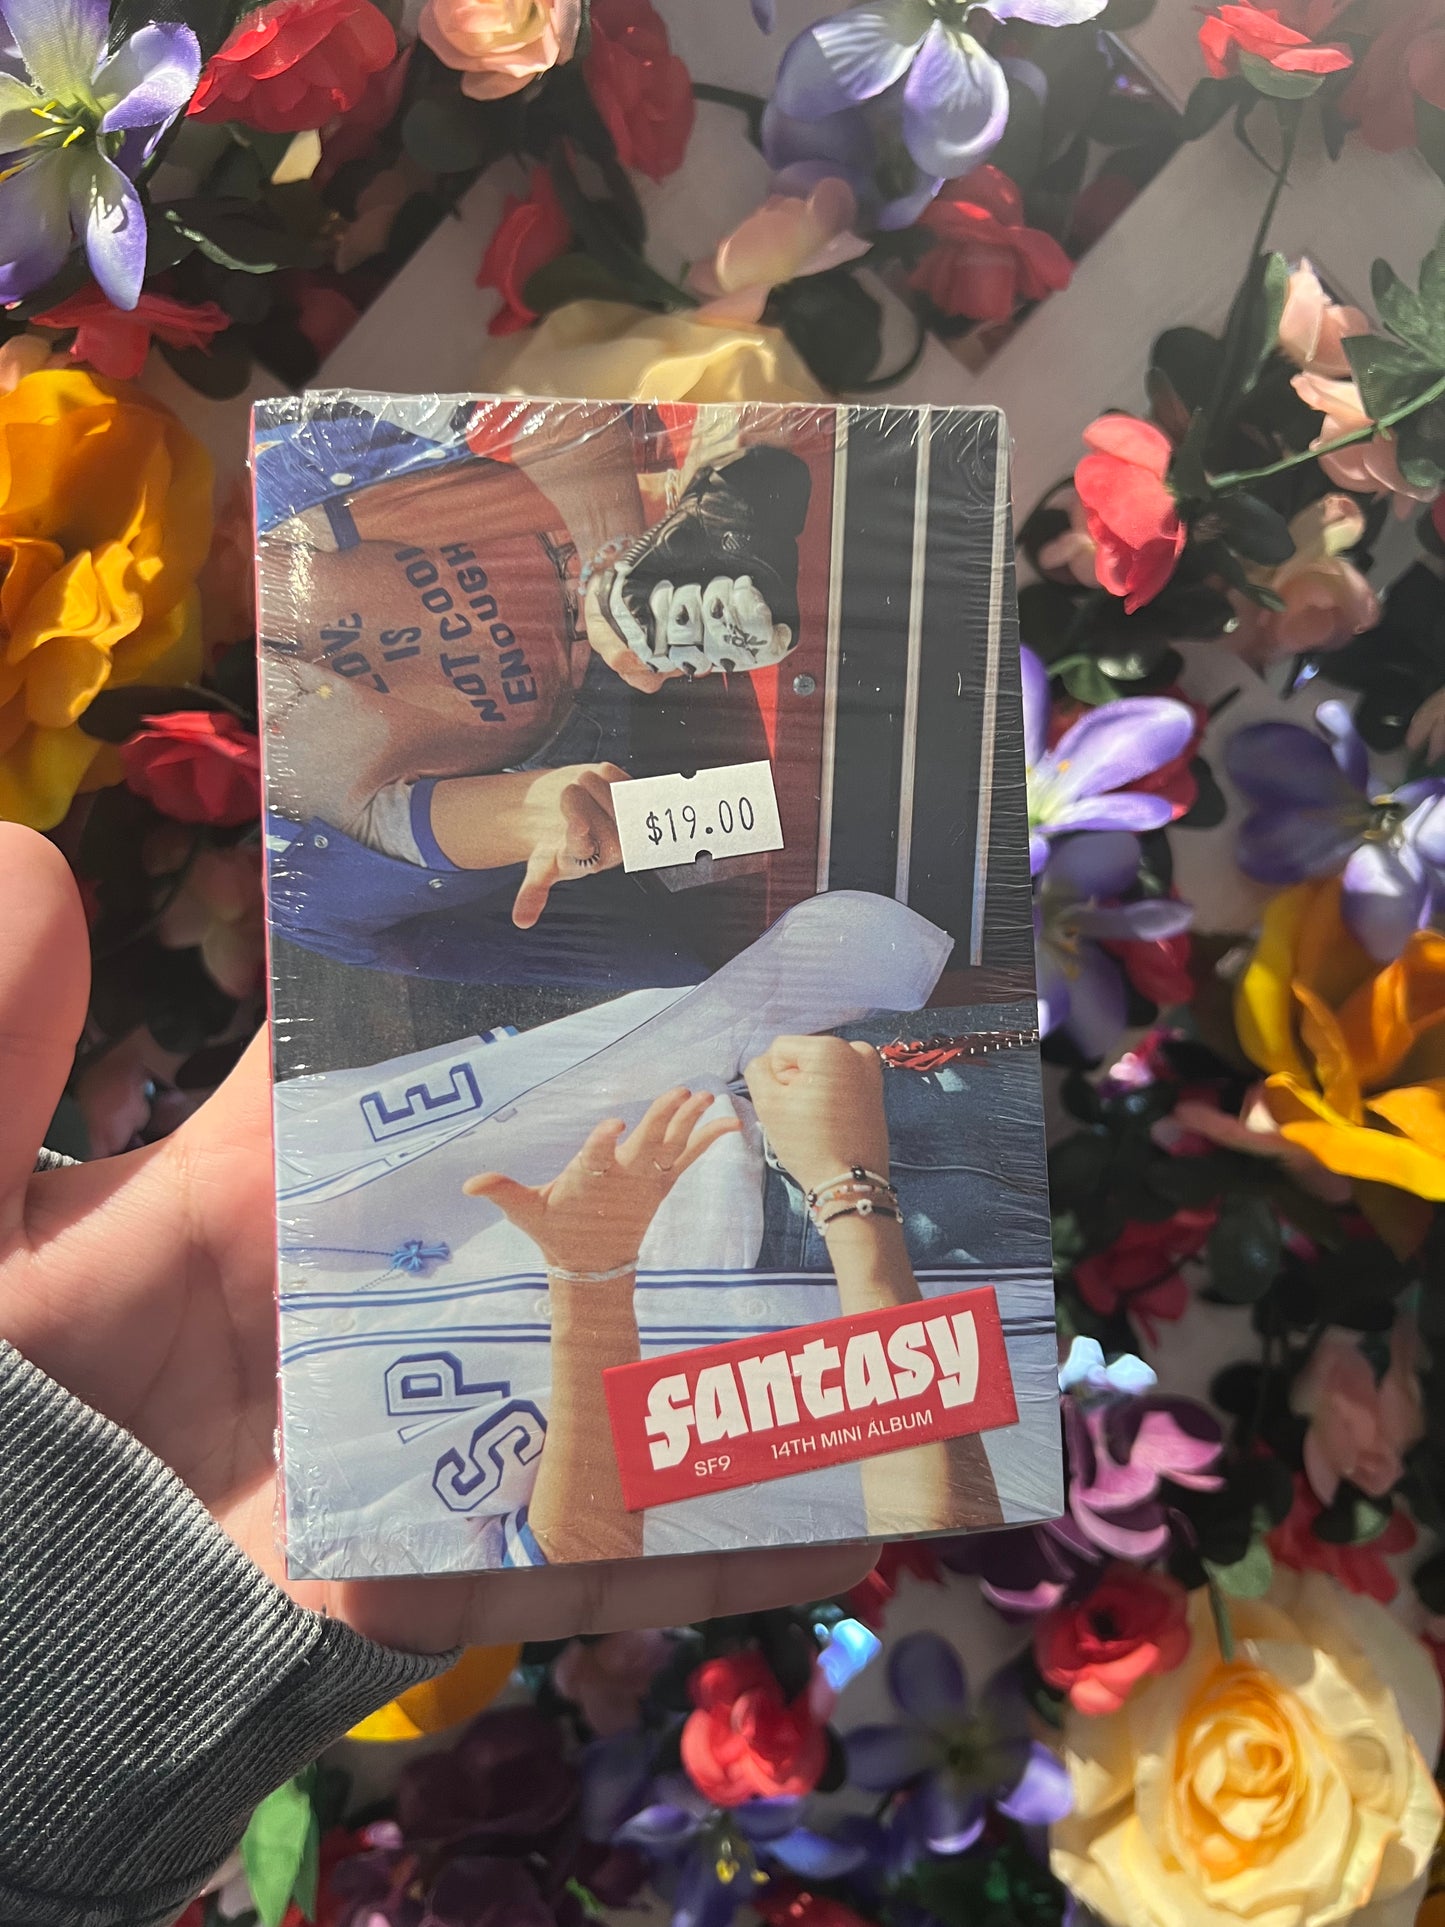 LOVE
IS
NOT COOL
ENOUGH
$19.00
E
SP
fantasy
SF9 14TH MINI ALBUM